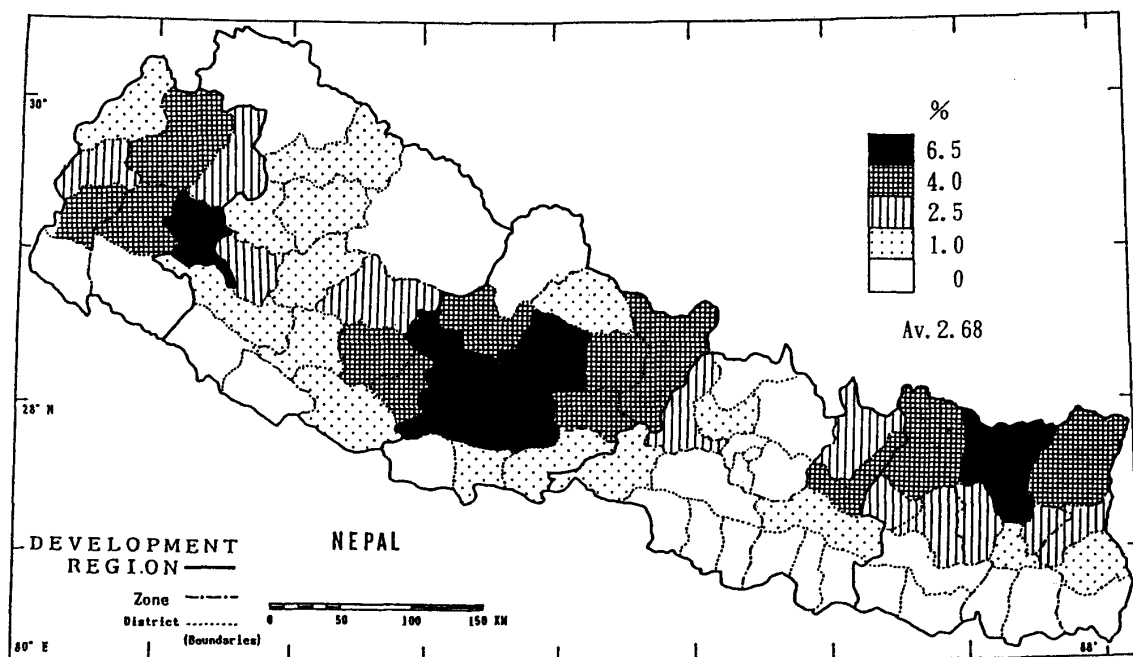 30°
%
6.5
4.0
2.5
1.0
0
Av. 2.68
28° N
DEVELOPMENT
REGION
NEPAL
Zone
District
(Boundaries)
0 50 100 150 KM
80° E
88°